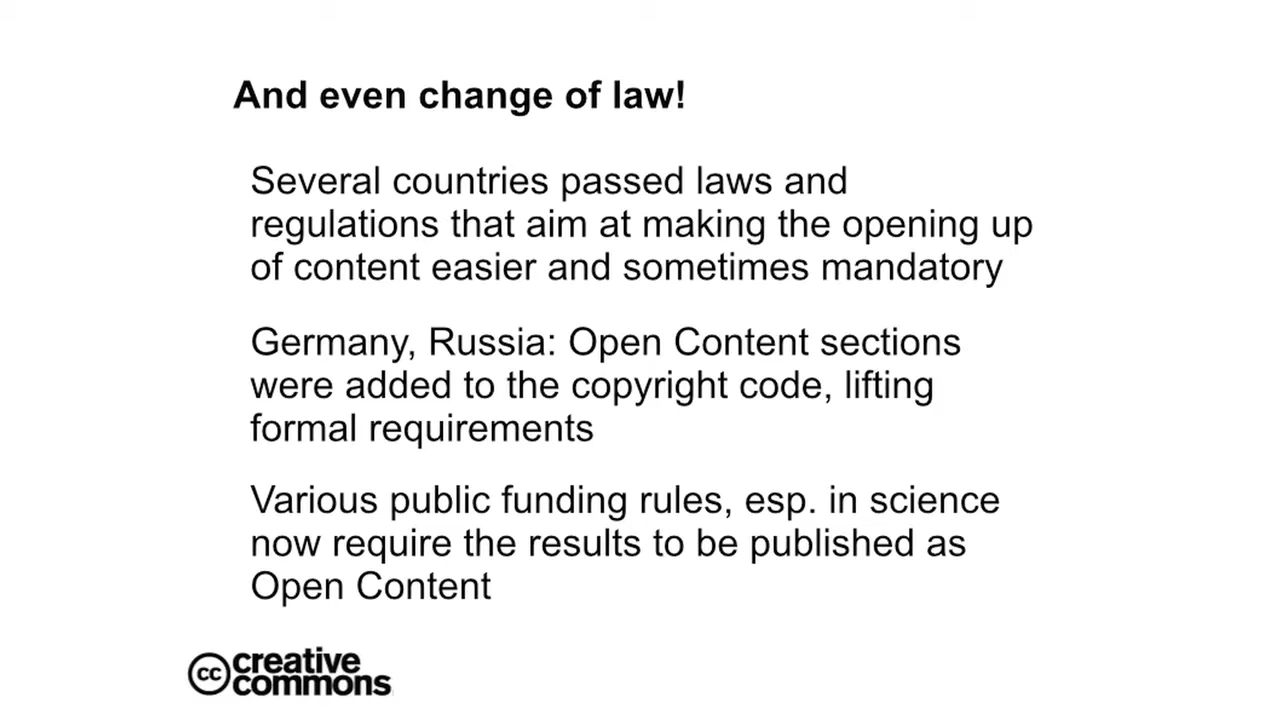 And even change of law!
Several countries passed laws and
regulations that aim at making the opening up
of content easier and sometimes mandatory
Germany, Russia: Open Content sections
were added to the copyright code, lifting
formal requirements
Various public funding rules, esp. in science
now require the results to be published as
Open Content
cc creative
commons